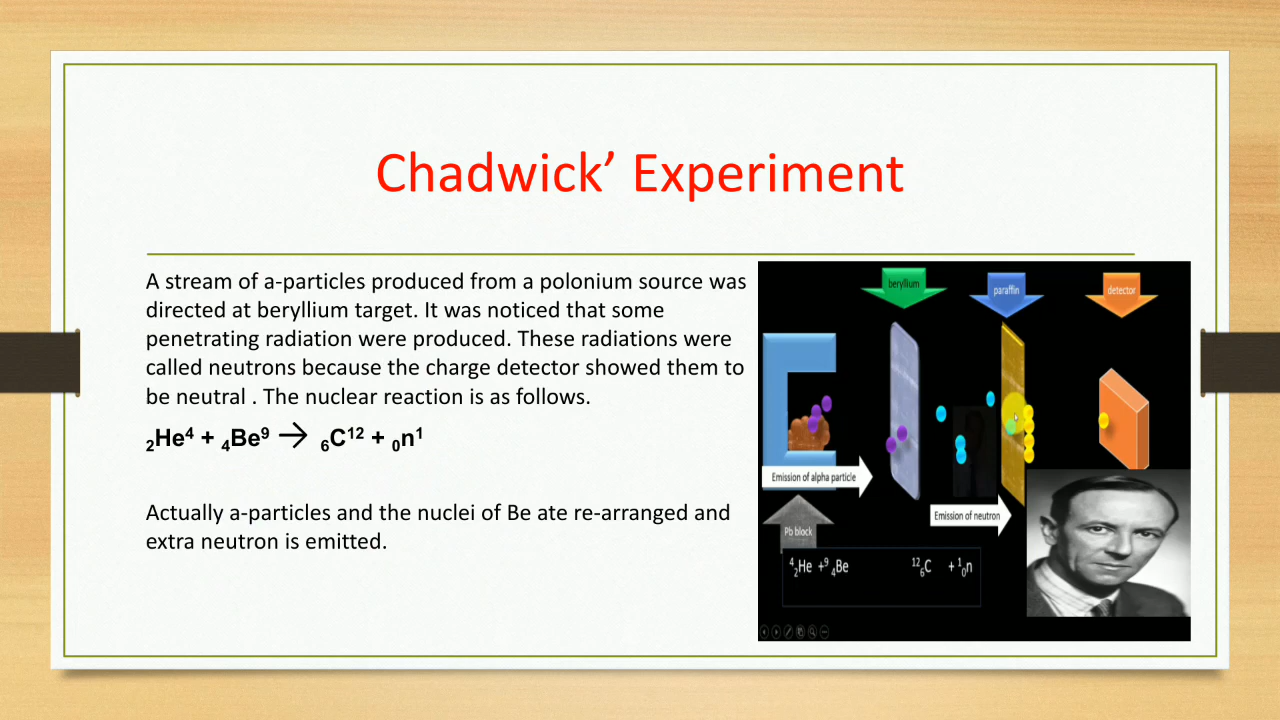 Chadwick’ Experiment
A stream of a-particles produced from a polonium source was
directed at beryllium target. It was noticed that some
penetrating radiation were produced. These radiations were
called neutrons because the charge detector showed them to
be neutral . The nuclear reaction is as follows.
₂He⁴ + ₄Be⁹ → ₆C¹² + ₀n¹
Actually a-particles and the nuclei of Be ate re-arranged and
extra neutron is emitted.
beryllium
paraffin
detector
Emission of alpha particle
Emission of neutron
Pb block
⁴₂He +⁹₄Be ¹²₆C + ¹₀n